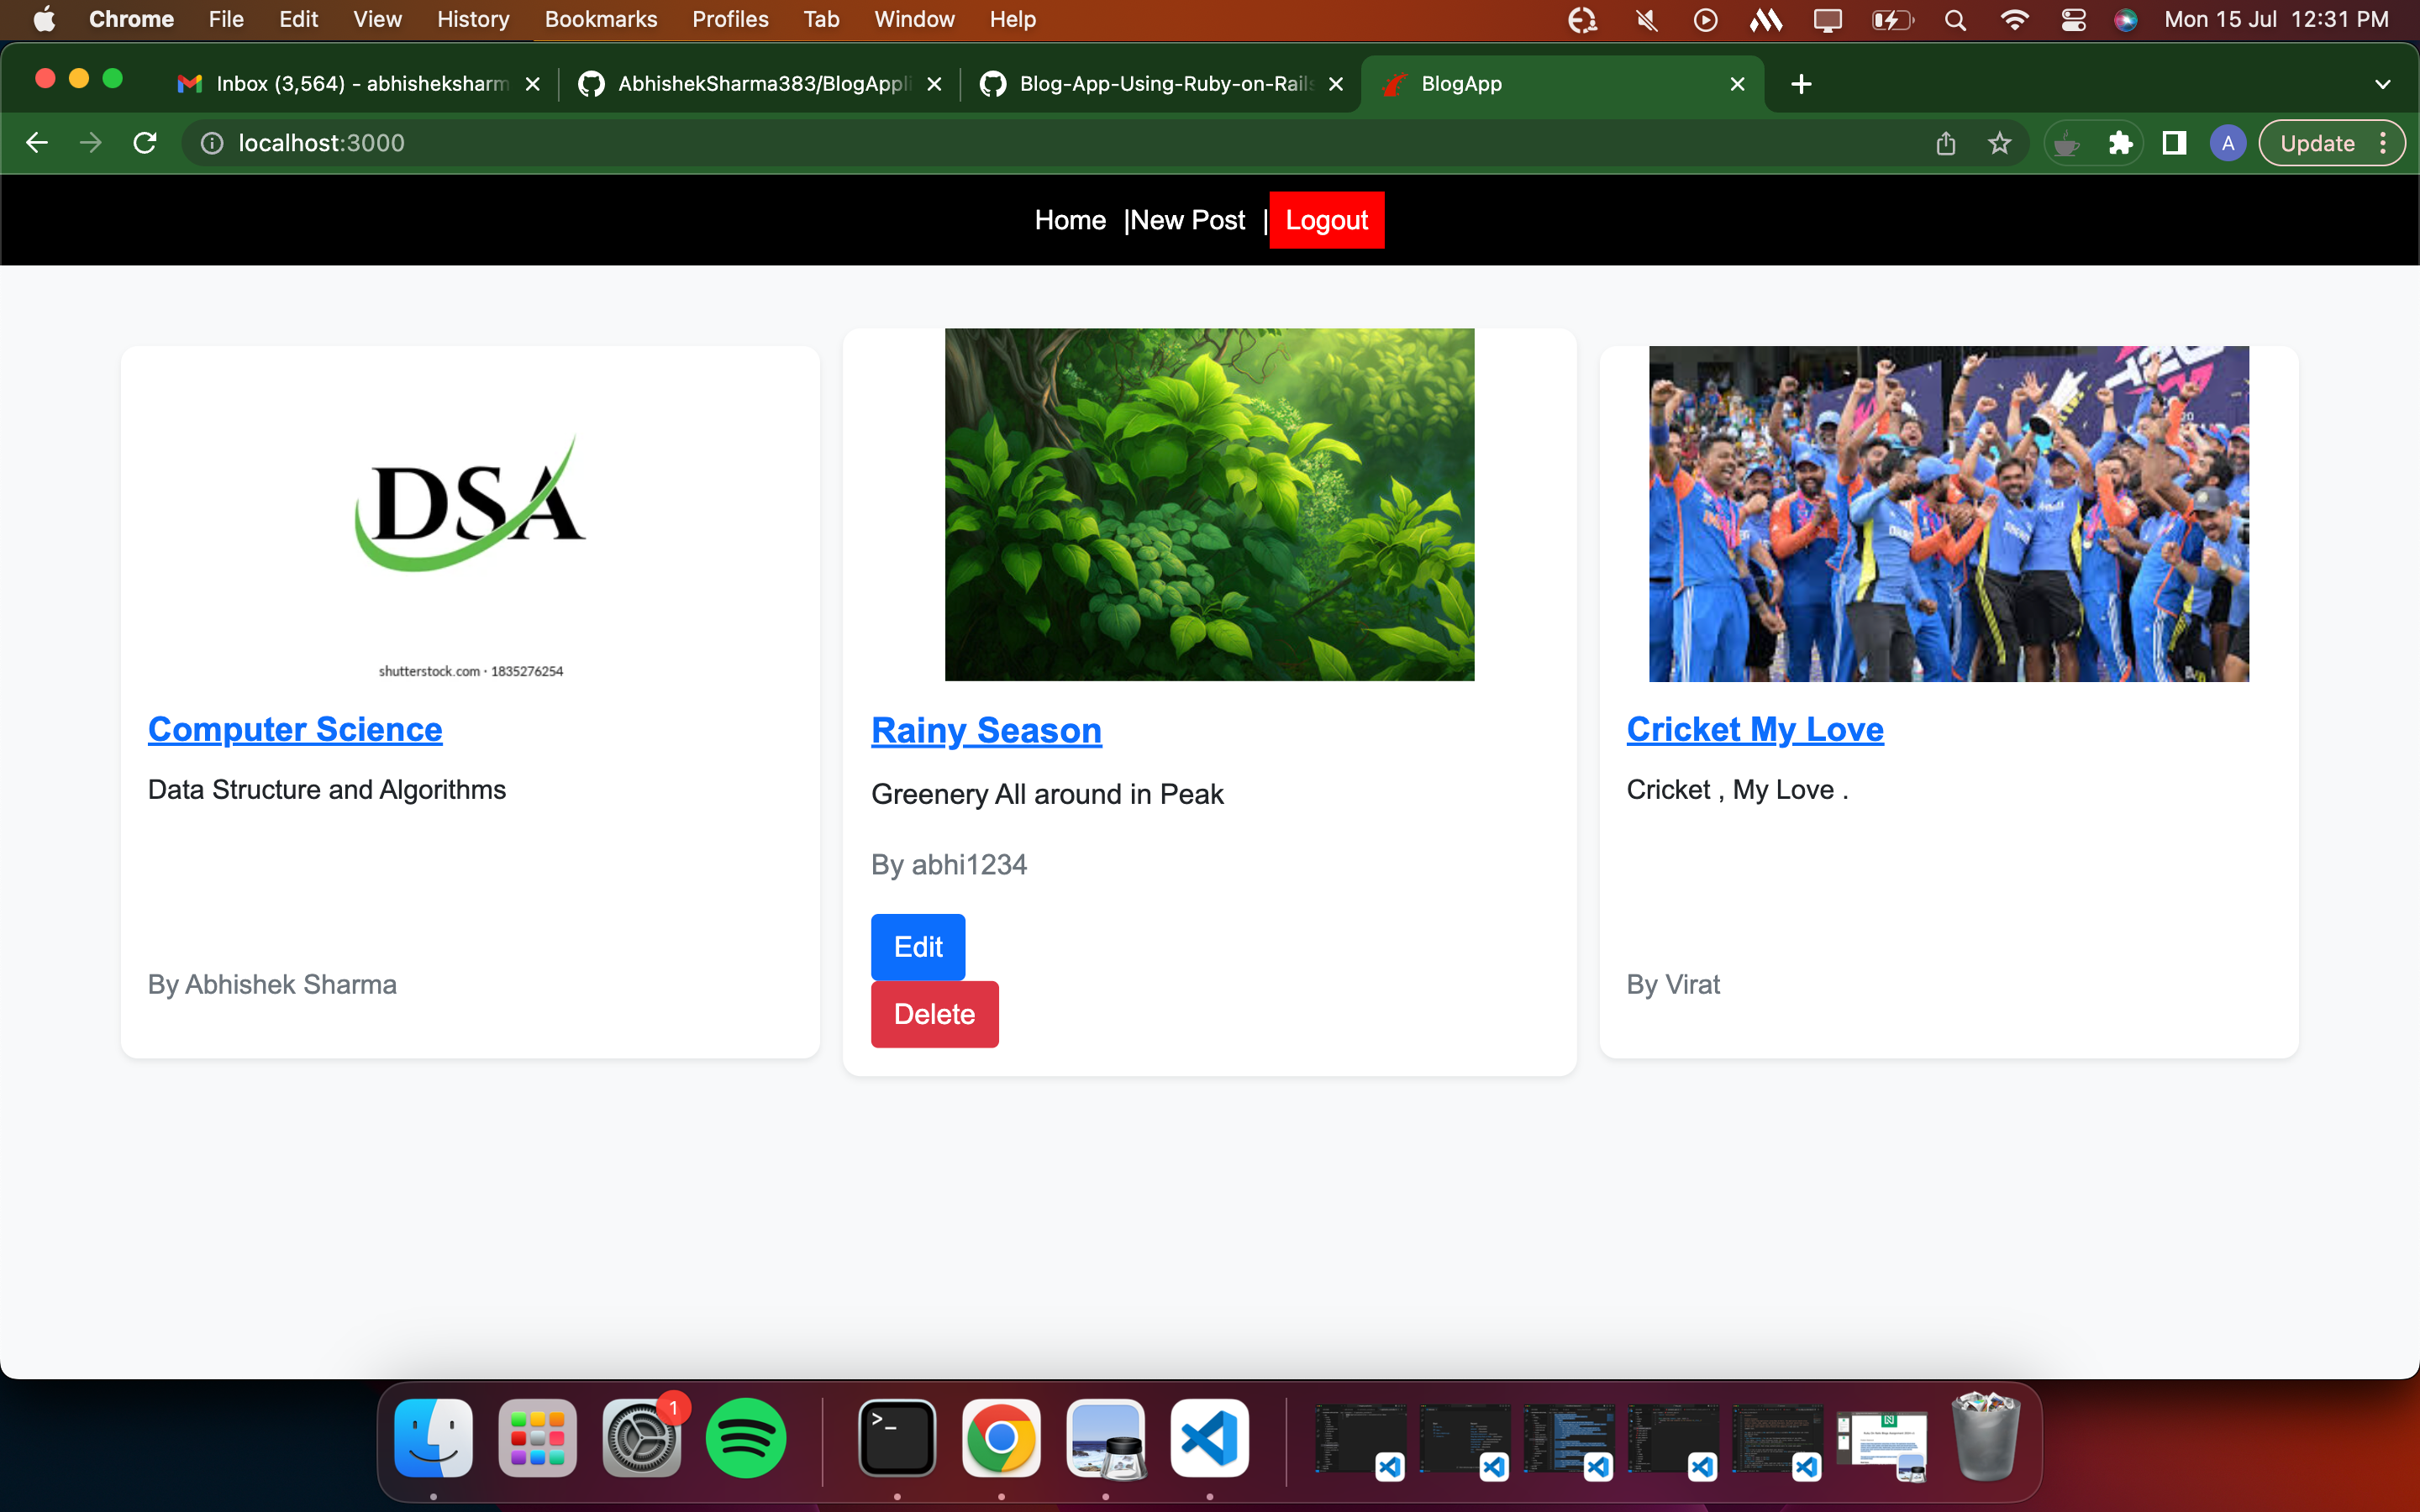 Chrome File Edit View History Bookmarks Profiles Tab Window Help Mon 15 Jul 12:31 PM
Inbox (3,564) - abhisheksharm AbhishekSharma383/BlogAppli Blog-App-Using-Ruby-on-Rails BlogApp
localhost:3000 A Update
Home |New Post | Logout
DSA
shutterstock.com · 1835276254
Computer Science
Data Structure and Algorithms
By Abhishek Sharma
Rainy Season
Greenery All around in Peak
By abhi1234
Edit
Delete
Cricket My Love
Cricket , My Love .
By Virat
1